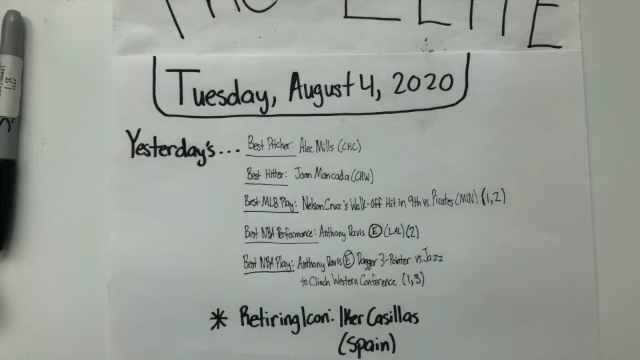 THE ELITE
Tuesday, August 4, 2020
Yesterday's...
Best Pitcher: Alec Mills (CHC)
Best Hitter: Joan Moncada (CHW)
Best MLB Play: Nelson Cruz's Walk-off Hit in 9th vs. Pirates (MIN) (1,2)
Best NBA Performance: Anthony Davis Ⓔ (LAL) (2)
Best NBA Play: Anthony Davis Ⓔ Dagger 3-Pointer vs. Jazz
to Clinch Western Conference (1,3)
* Retiring Icon: Iker Casillas
(Spain)